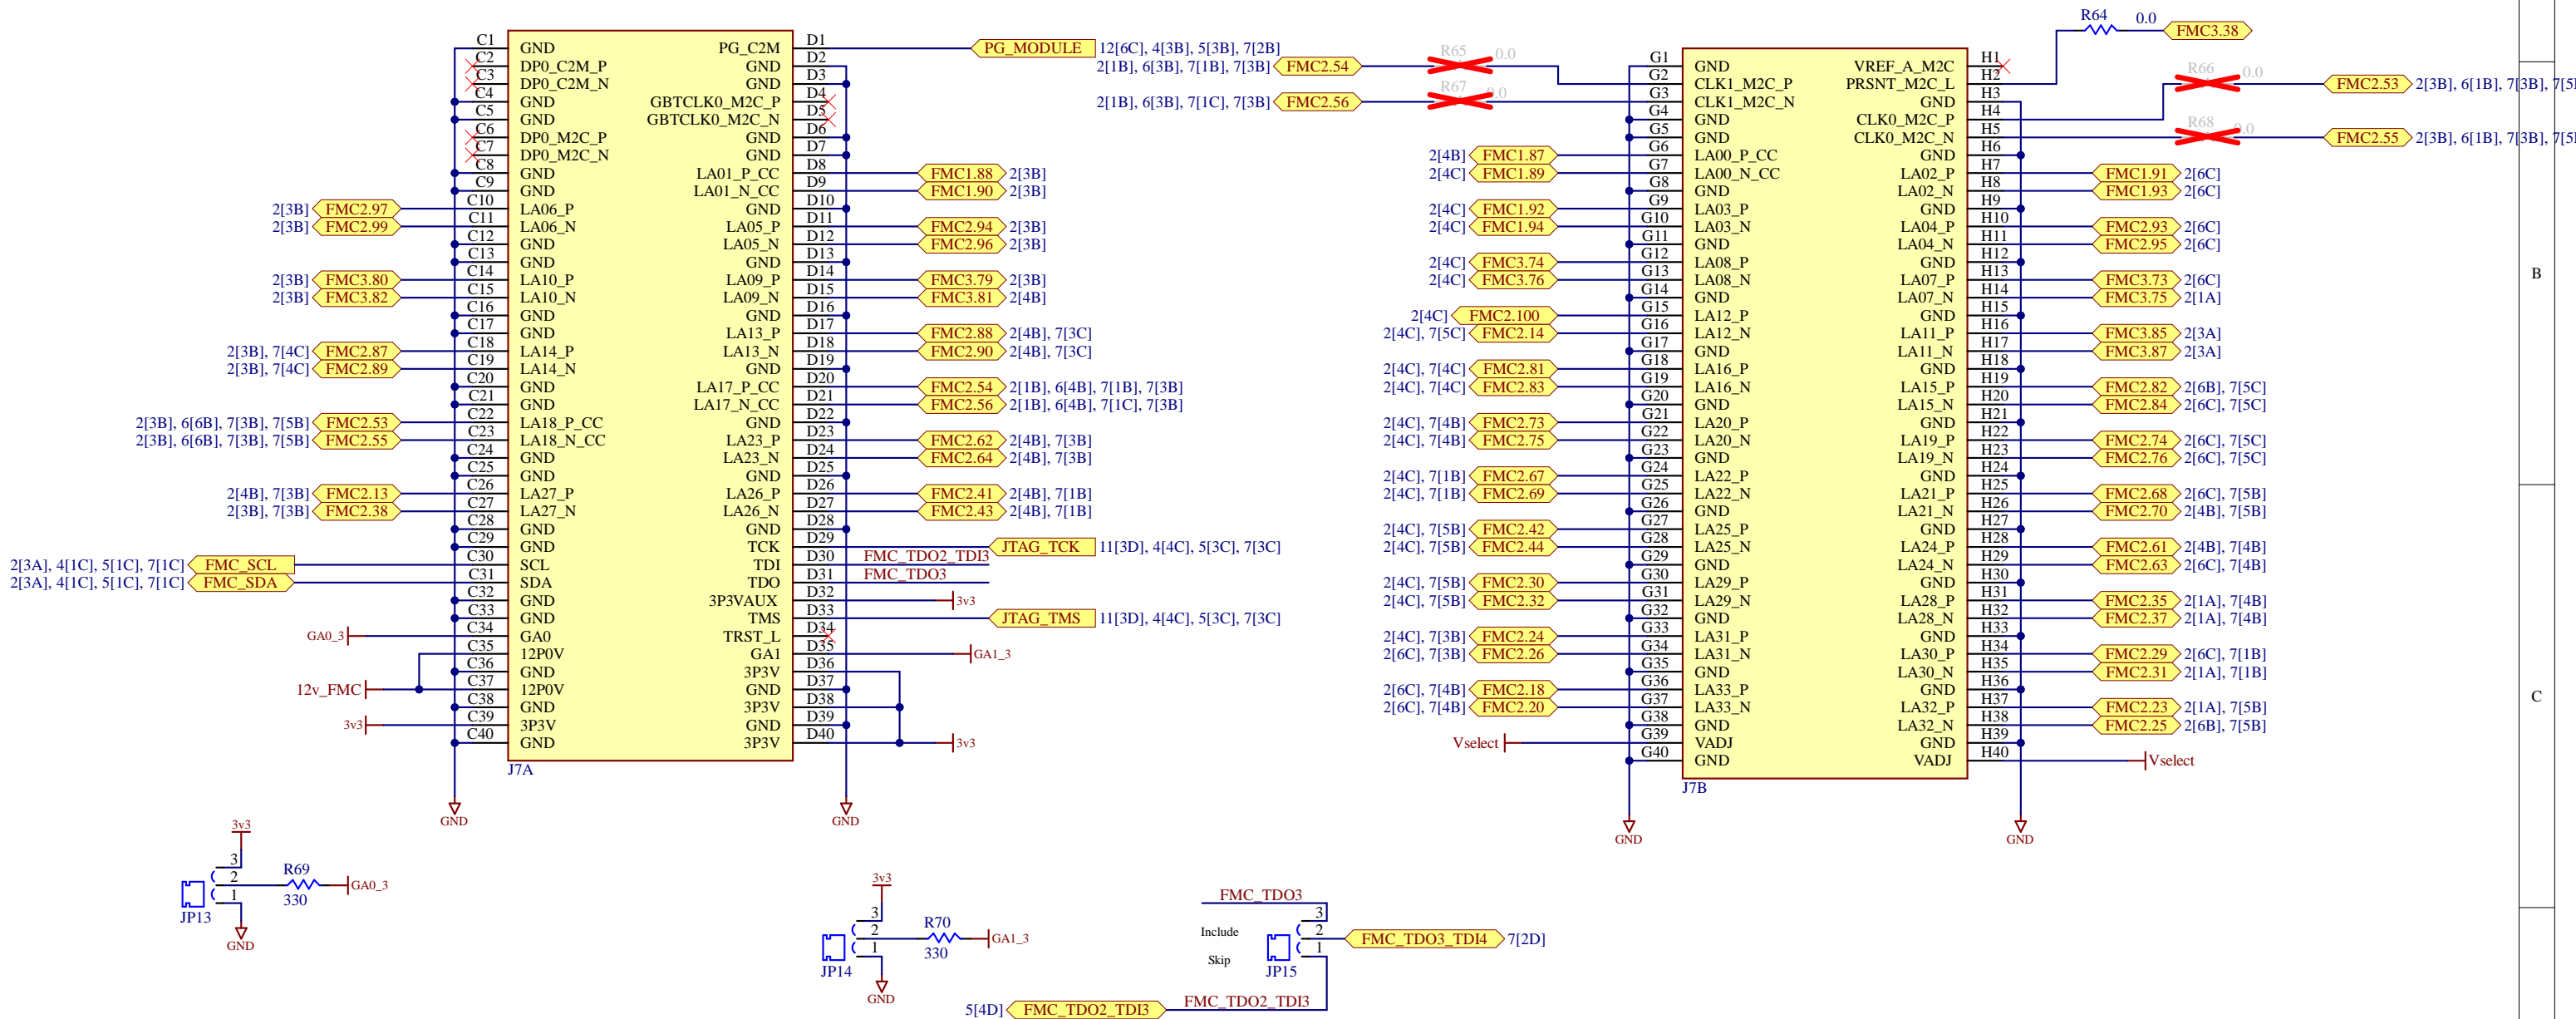 R64 0.0 FMC3.38
C1 GND PG_C2M D1 PG_MODULE 12[6C], 4[3B], 5[3B], 7[2B]
C2 DP0_C2M_P GND D2
C3 DP0_C2M_N GND D3
C4 GND GBTCLK0_M2C_P D4
C5 GND GBTCLK0_M2C_N D5
C6 DP0_M2C_P GND D6
C7 DP0_M2C_N GND D7
C8 GND LA01_P_CC D8 FMC1.88 2[3B]
C9 GND LA01_N_CC D9 FMC1.90 2[3B]
2[3B] FMC2.97 C10 LA06_P GND D10
2[3B] FMC2.99 C11 LA06_N LA05_P D11 FMC2.94 2[3B]
C12 GND LA05_N D12 FMC2.96 2[3B]
C13 GND GND D13
2[3B] FMC3.80 C14 LA10_P LA09_P D14 FMC3.79 2[3B]
2[3B] FMC3.82 C15 LA10_N LA09_N D15 FMC3.81 2[4B]
C16 GND GND D16
C17 GND LA13_P D17 FMC2.88 2[4B], 7[3C]
2[3B], 7[4C] FMC2.87 C18 LA14_P LA13_N D18 FMC2.90 2[4B], 7[3C]
2[3B], 7[4C] FMC2.89 C19 LA14_N GND D19
C20 GND LA17_P_CC D20 FMC2.54 2[1B], 6[4B], 7[1B], 7[3B]
C21 GND LA17_N_CC D21 FMC2.56 2[1B], 6[4B], 7[1C], 7[3B]
2[3B], 6[6B], 7[3B], 7[5B] FMC2.53 C22 LA18_P_CC GND D22
2[3B], 6[6B], 7[3B], 7[5B] FMC2.55 C23 LA18_N_CC LA23_P D23 FMC2.62 2[4B], 7[3B]
C24 GND LA23_N D24 FMC2.64 2[4B], 7[3B]
C25 GND GND D25
2[4B], 7[3B] FMC2.13 C26 LA27_P LA26_P D26 FMC2.41 2[4B], 7[1B]
2[3B], 7[3B] FMC2.38 C27 LA27_N LA26_N D27 FMC2.43 2[4B], 7[1B]
C28 GND GND D28
C29 GND TCK D29 JTAG_TCK 11[3D], 4[4C], 5[3C], 7[3C]
2[3A], 4[1C], 5[1C], 7[1C] FMC_SCL C30 SCL TDI D30 FMC_TDO2_TDI3
2[3A], 4[1C], 5[1C], 7[1C] FMC_SDA C31 SDA TDO D31 FMC_TDO3
C32 GND 3P3VAUX D32 3v3
C33 GND TMS D33 JTAG_TMS 11[3D], 4[4C], 5[3C], 7[3C]
GA0_3 C34 GA0 TRST_L D34
C35 12P0V GA1 D35 GA1_3
C36 GND 3P3V D36
12v_FMC C37 12P0V GND D37
C38 GND 3P3V D38
3v3 C39 3P3V GND D39
C40 GND 3P3V D40 3v3
J7A
GND
GND
2[1B], 6[3B], 7[1B], 7[3B] FMC2.54 R65 0.0 G1 GND VREF_A_M2C H1
G2 CLK1_M2C_P PRSNT_M2C_L H2 R66 0.0 FMC2.53 2[3B], 6[1B], 7[3B], 7[5
2[1B], 6[3B], 7[1C], 7[3B] FMC2.56 R67 0.0 G3 CLK1_M2C_N GND H3
G4 GND CLK0_M2C_P H4
G5 GND CLK0_M2C_N H5 R68 0.0 FMC2.55 2[3B], 6[1B], 7[3B], 7[5
2[4B] FMC1.87 G6 LA00_P_CC GND H6
2[4C] FMC1.89 G7 LA00_N_CC LA02_P H7 FMC1.91 2[6C]
G8 GND LA02_N H8 FMC1.93 2[6C]
2[4C] FMC1.92 G9 LA03_P GND H9
2[4C] FMC1.94 G10 LA03_N LA04_P H10 FMC2.93 2[6C]
G11 GND LA04_N H11 FMC2.95 2[6C]
2[4C] FMC3.74 G12 LA08_P GND H12
2[4C] FMC3.76 G13 LA08_N LA07_P H13 FMC3.73 2[6C]
G14 GND LA07_N H14 FMC3.75 2[1A]
2[4C] FMC2.100 G15 LA12_P GND H15
2[4C], 7[5C] FMC2.14 G16 LA12_N LA11_P H16 FMC3.85 2[3A]
G17 GND LA11_N H17 FMC3.87 2[3A]
2[4C], 7[4C] FMC2.81 G18 LA16_P GND H18
2[4C], 7[4C] FMC2.83 G19 LA16_N LA15_P H19 FMC2.82 2[6B], 7[5C]
G20 GND LA15_N H20 FMC2.84 2[6C], 7[5C]
2[4C], 7[4B] FMC2.73 G21 LA20_P GND H21
2[4C], 7[4B] FMC2.75 G22 LA20_N LA19_P H22 FMC2.74 2[6C], 7[5C]
G23 GND LA19_N H23 FMC2.76 2[6C], 7[5C]
2[4C], 7[1B] FMC2.67 G24 LA22_P GND H24
2[4C], 7[1B] FMC2.69 G25 LA22_N LA21_P H25 FMC2.68 2[6C], 7[5B]
G26 GND LA21_N H26 FMC2.70 2[4B], 7[5B]
2[4C], 7[5B] FMC2.42 G27 LA25_P GND H27
2[4C], 7[5B] FMC2.44 G28 LA25_N LA24_P H28 FMC2.61 2[4B], 7[4B]
G29 GND LA24_N H29 FMC2.63 2[6C], 7[4B]
2[4C], 7[5B] FMC2.30 G30 LA29_P GND H30
2[4C], 7[5B] FMC2.32 G31 LA29_N LA28_P H31 FMC2.35 2[1A], 7[4B]
G32 GND LA28_N H32 FMC2.37 2[1A], 7[4B]
2[4C], 7[3B] FMC2.24 G33 LA31_P GND H33
2[6C], 7[3B] FMC2.26 G34 LA31_N LA30_P H34 FMC2.29 2[6C], 7[1B]
G35 GND LA30_N H35 FMC2.31 2[1A], 7[1B]
2[6C], 7[4B] FMC2.18 G36 LA33_P GND H36
2[6C], 7[4B] FMC2.20 G37 LA33_N LA32_P H37 FMC2.23 2[1A], 7[5B]
G38 GND LA32_N H38 FMC2.25 2[6B], 7[5B]
Vselect G39 VADJ GND H39
G40 GND VADJ H40 Vselect
J7B
GND
GND
B
C
3v3
3
2
1
JP13
R69
330
GA0_3
GND
3v3
3
2
1
JP14
R70
330
GA1_3
GND
FMC_TDO3
Include
Skip
3
2
1
JP15
FMC_TDO3_TDI4 7[2D]
5[4D] FMC_TDO2_TDI3 FMC_TDO2_TDI3